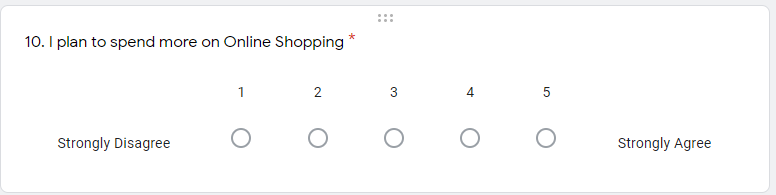 10. I plan to spend more on Online Shopping *
1 2 3 4 5
Strongly Disagree Strongly Agree